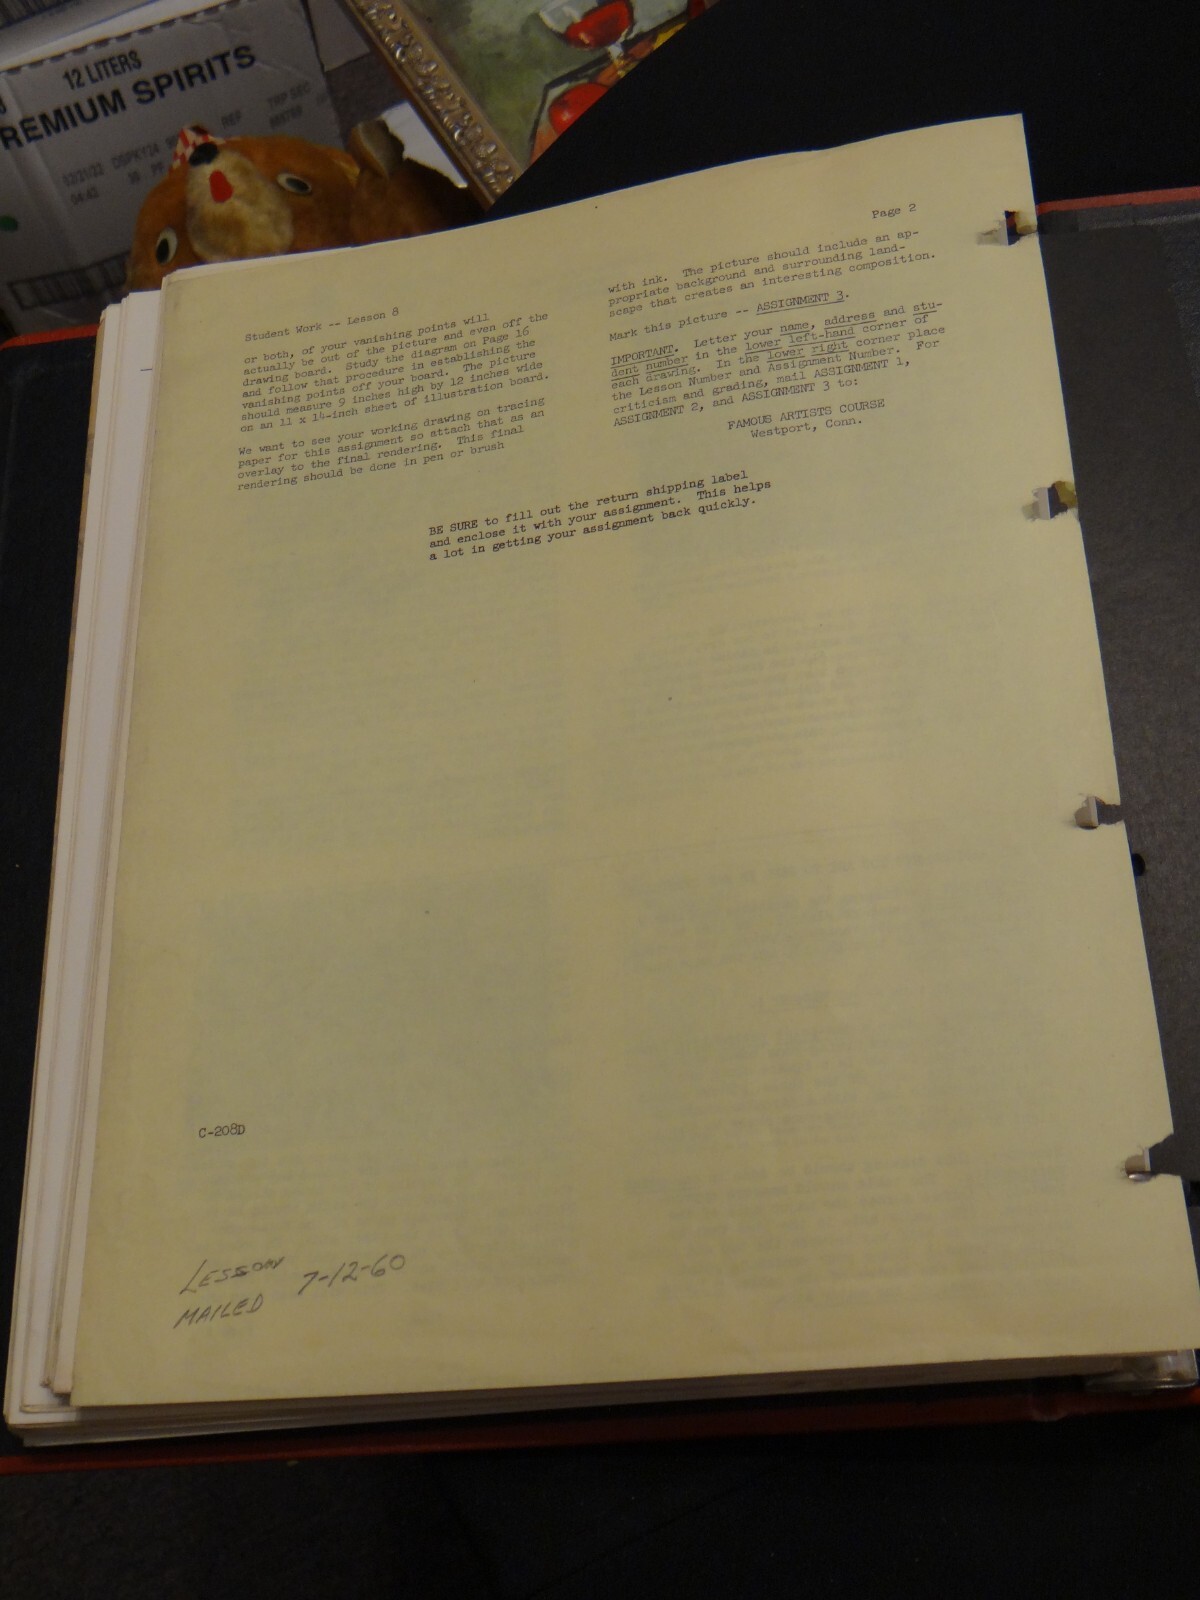 12 LITERS
REMIUM SPIRITS
REF
04:42
Page 2
Student Work -- Lesson 8
or both, of your vanishing points will
actually be out of the picture and even off the
drawing board. Study the diagram on Page 16
and follow that procedure in establishing the
vanishing points off your board. The picture
should measure 9 inches high by 12 inches wide
on an 11 x 14-inch sheet of illustration board.
We want to see your working drawing on tracing
paper for this assignment so attach that as an
overlay to the final rendering. This final
rendering should be done in pen or brush
with ink. The picture should include an ap-
propriate background and surrounding land-
scape that creates an interesting composition.
Mark this picture -- ASSIGNMENT 3.
IMPORTANT. Letter your name, address and stu-
dent number in the lower left-hand corner of
each drawing. In the lower right corner place
the Lesson Number and Assignment Number. For
criticism and grading, mail ASSIGNMENT 1,
ASSIGNMENT 2, and ASSIGNMENT 3 to:
FAMOUS ARTISTS COURSE
Westport, Conn.
BE SURE to fill out the return shipping label
and enclose it with your assignment. This helps
a lot in getting your assignment back quickly.
C-208D
LESSON 7-12-60
MAILED